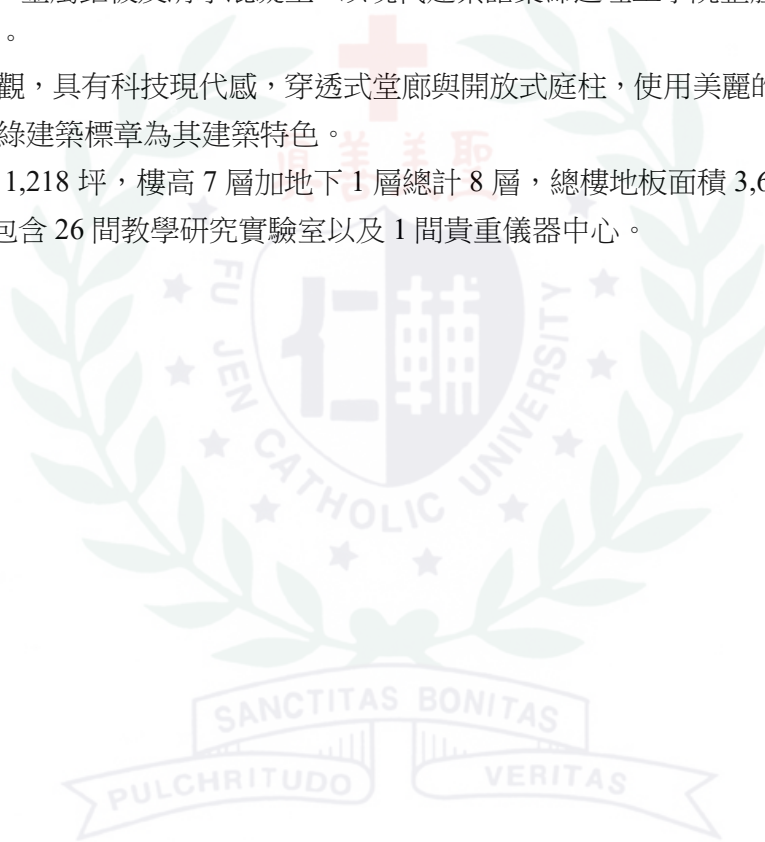 。
觀，具有科技現代感，穿透式堂廊與開放式庭柱，使用美麗的
綠建築標章為其建築特色。
1,218 坪，樓高 7 層加地下 1 層總計 8 層，總樓地板面積 3,6
包含 26 間教學研究實驗室以及 1 間貴重儀器中心。
眞善美聖
輔仁
FU JEN CATHOLIC UNIVERSITY
SANCTITAS BONITAS
PULCHRITUDO VERITAS